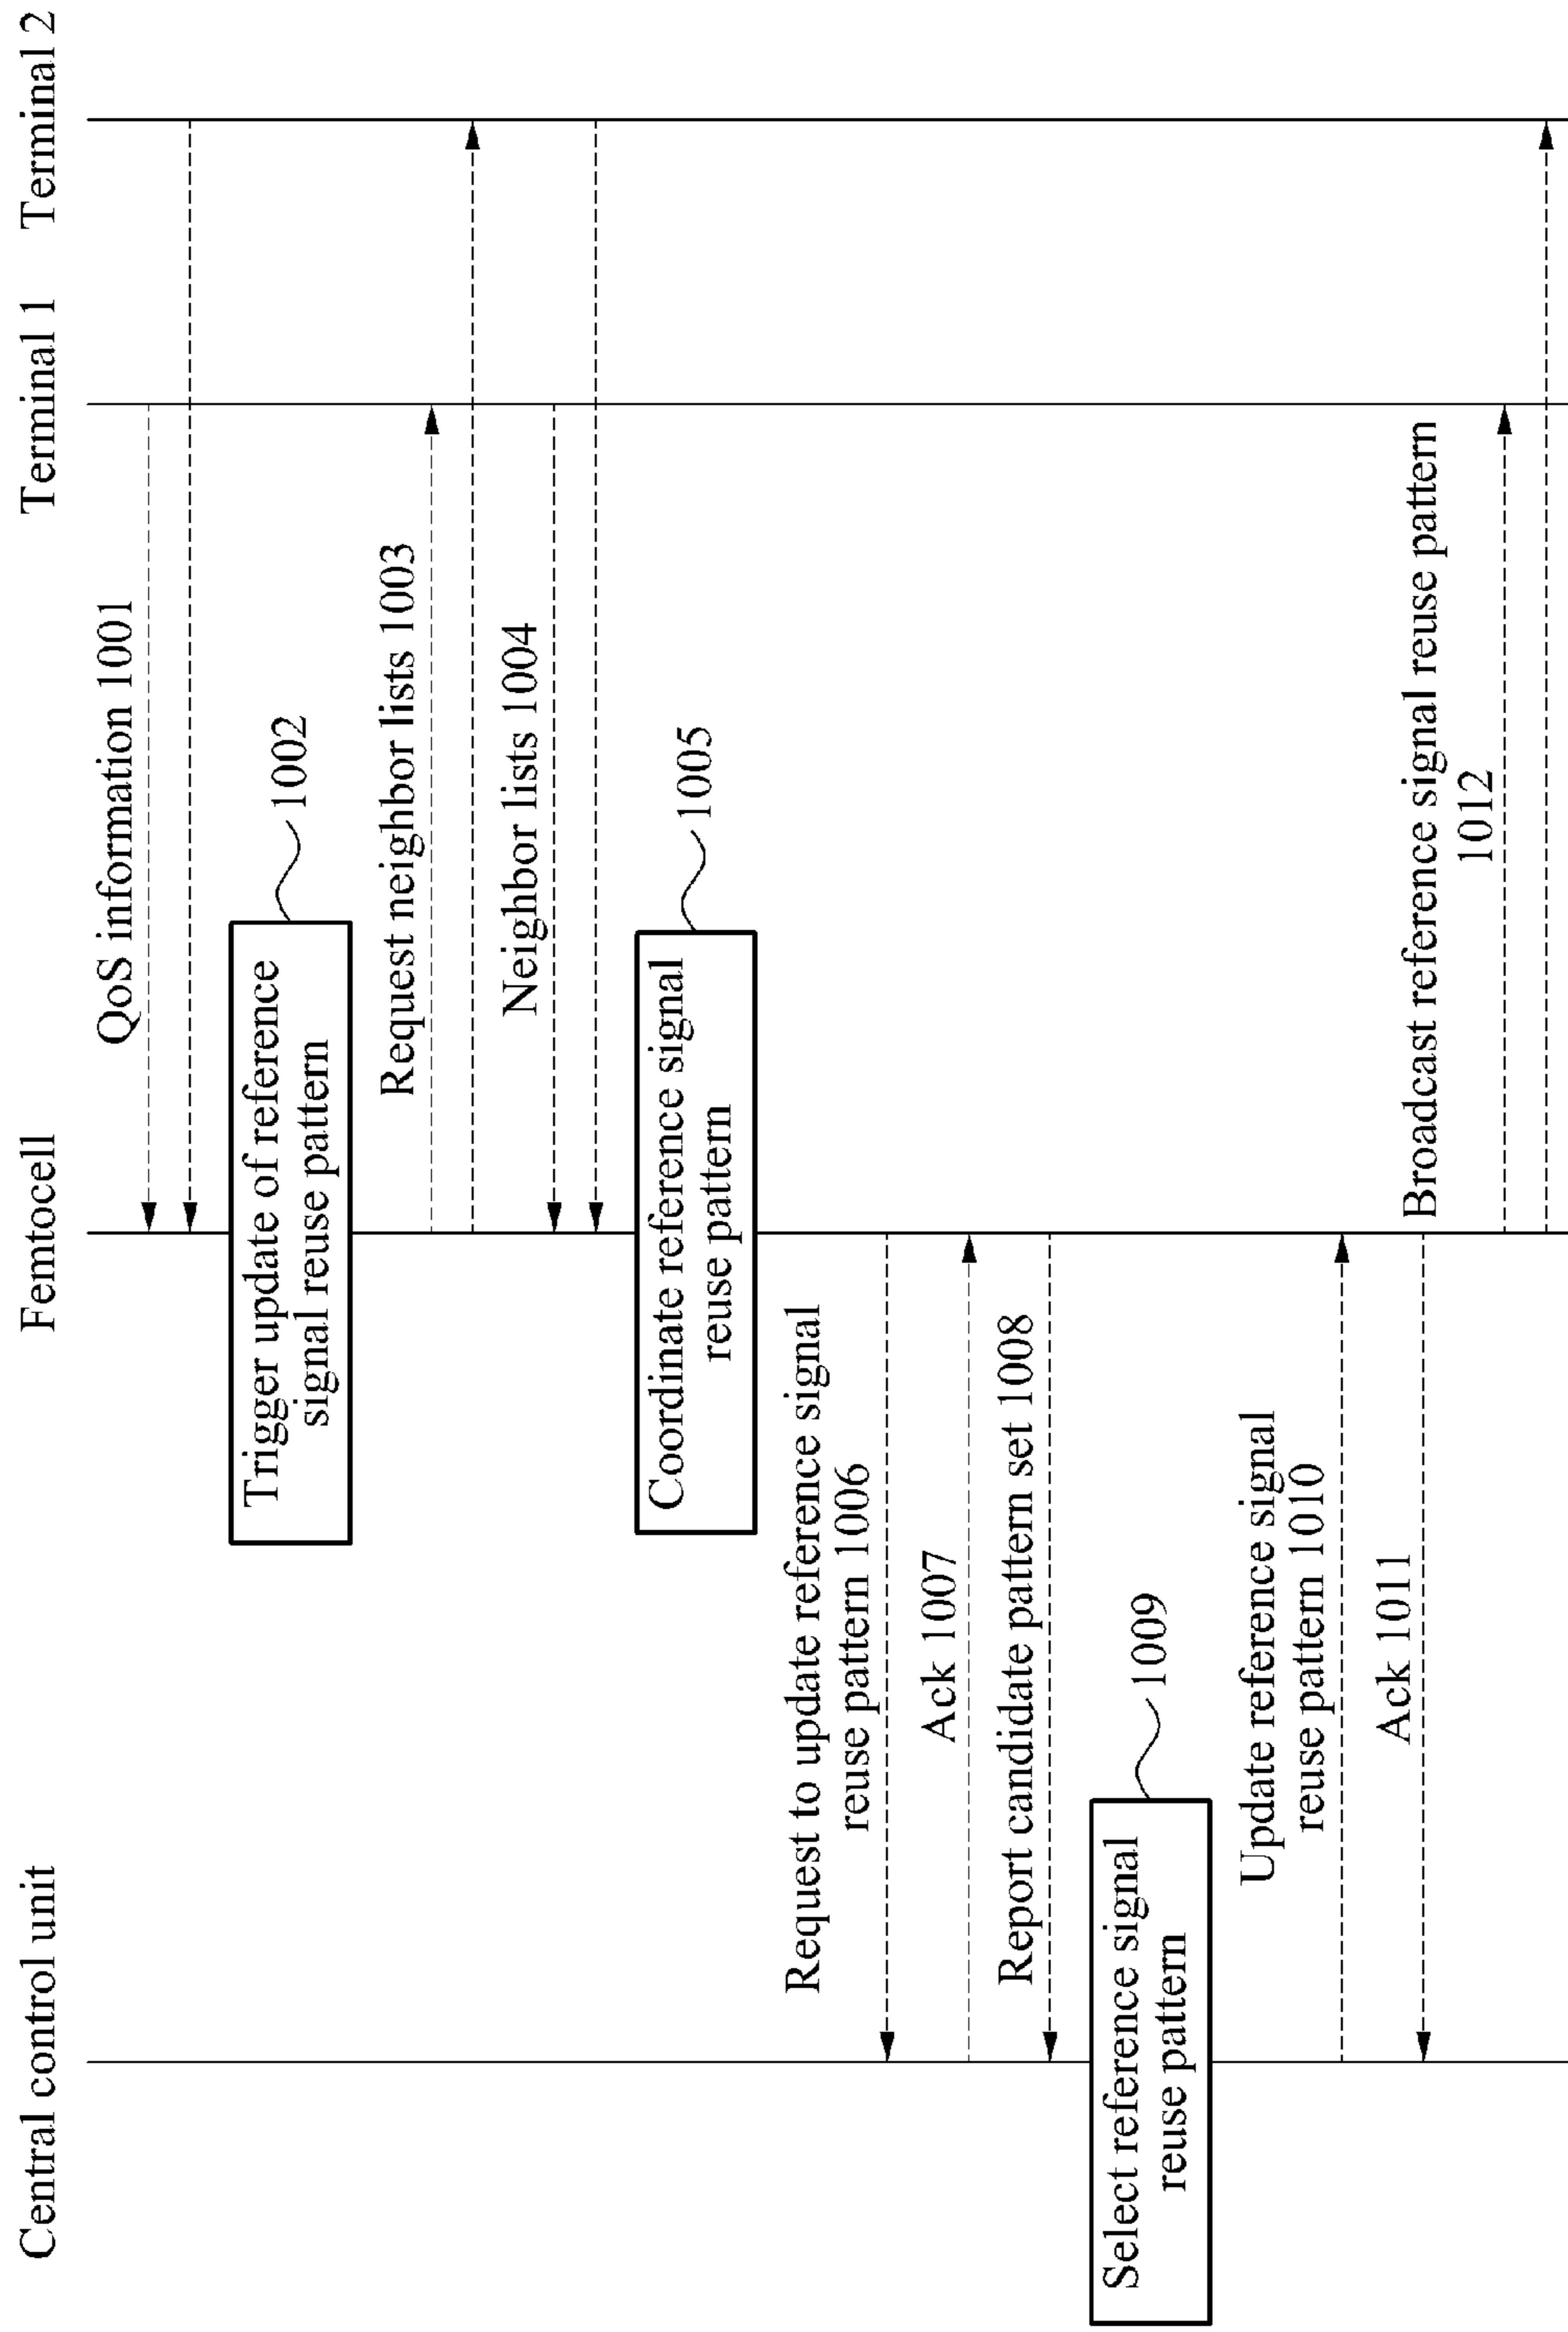 Central control unit
Femtocell
Terminal 1
Terminal 2
QoS information 1001
Trigger update of reference
signal reuse pattern
1002
Request neighbor lists 1003
Neighbor lists 1004
Coordinate reference signal
reuse pattern
1005
Request to update reference signal
reuse pattern 1006
Ack 1007
Report candidate pattern set 1008
Select reference signal
reuse pattern
1009
Update reference signal
reuse pattern 1010
Ack 1011
Broadcast reference signal reuse pattern
1012